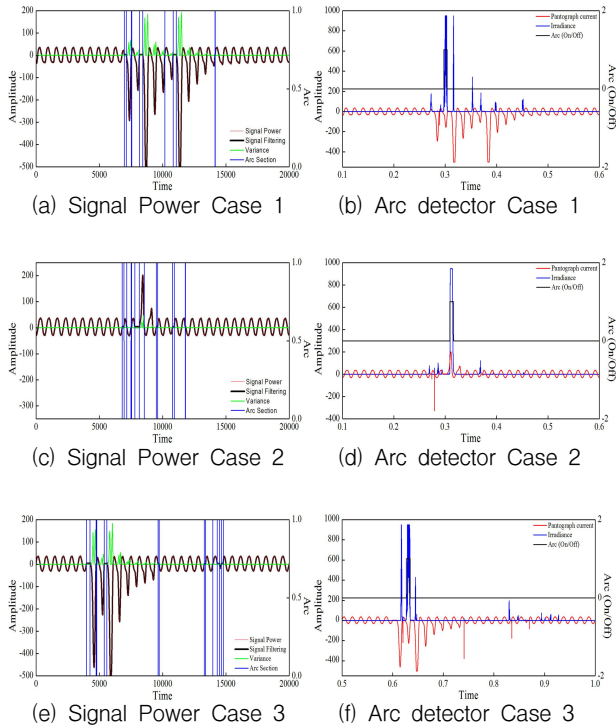 200
100
0
-100
-200
-300
-400
-500
0
5000
10000
15000
20000
1.0
0.5
0.0
Amplitude
Arc
Time
Signal Power
Signal Filtering
Variance
Arc Section
(a) Signal Power Case 1
1000
800
600
400
200
0
-200
-400
0.1
0.2
0.3
0.4
0.5
0.6
2
0
-2
Amplitude
Arc (On/Off)
Time
Pantograph current
Irradiance
Arc (On/Off)
(b) Arc detector Case 1
200
100
0
-100
-200
-300
0
5000
10000
15000
20000
1.0
0.5
0.0
Amplitude
Arc
Time
Signal Power
Signal Filtering
Variance
Arc Section
(c) Signal Power Case 2
1000
800
600
400
200
0
-200
-400
0.1
0.2
0.3
0.4
0.5
0.6
2
0
-2
Amplitude
Arc (On/Off)
Time
Pantograph current
Irradiance
Arc (On/Off)
(d) Arc detector Case 2
200
100
0
-100
-200
-300
-400
-500
0
5000
10000
15000
20000
1.0
0.5
0.0
Amplitude
Arc
Time
Signal Power
Signal Filtering
Variance
Arc Section
(e) Signal Power Case 3
1000
800
600
400
200
0
-200
-400
0.5
0.6
0.7
0.8
0.9
1.0
2
0
-2
Amplitude
Arc (On/Off)
Time
Pantograph current
Irradiance
Arc (On/Off)
(f) Arc detector Case 3